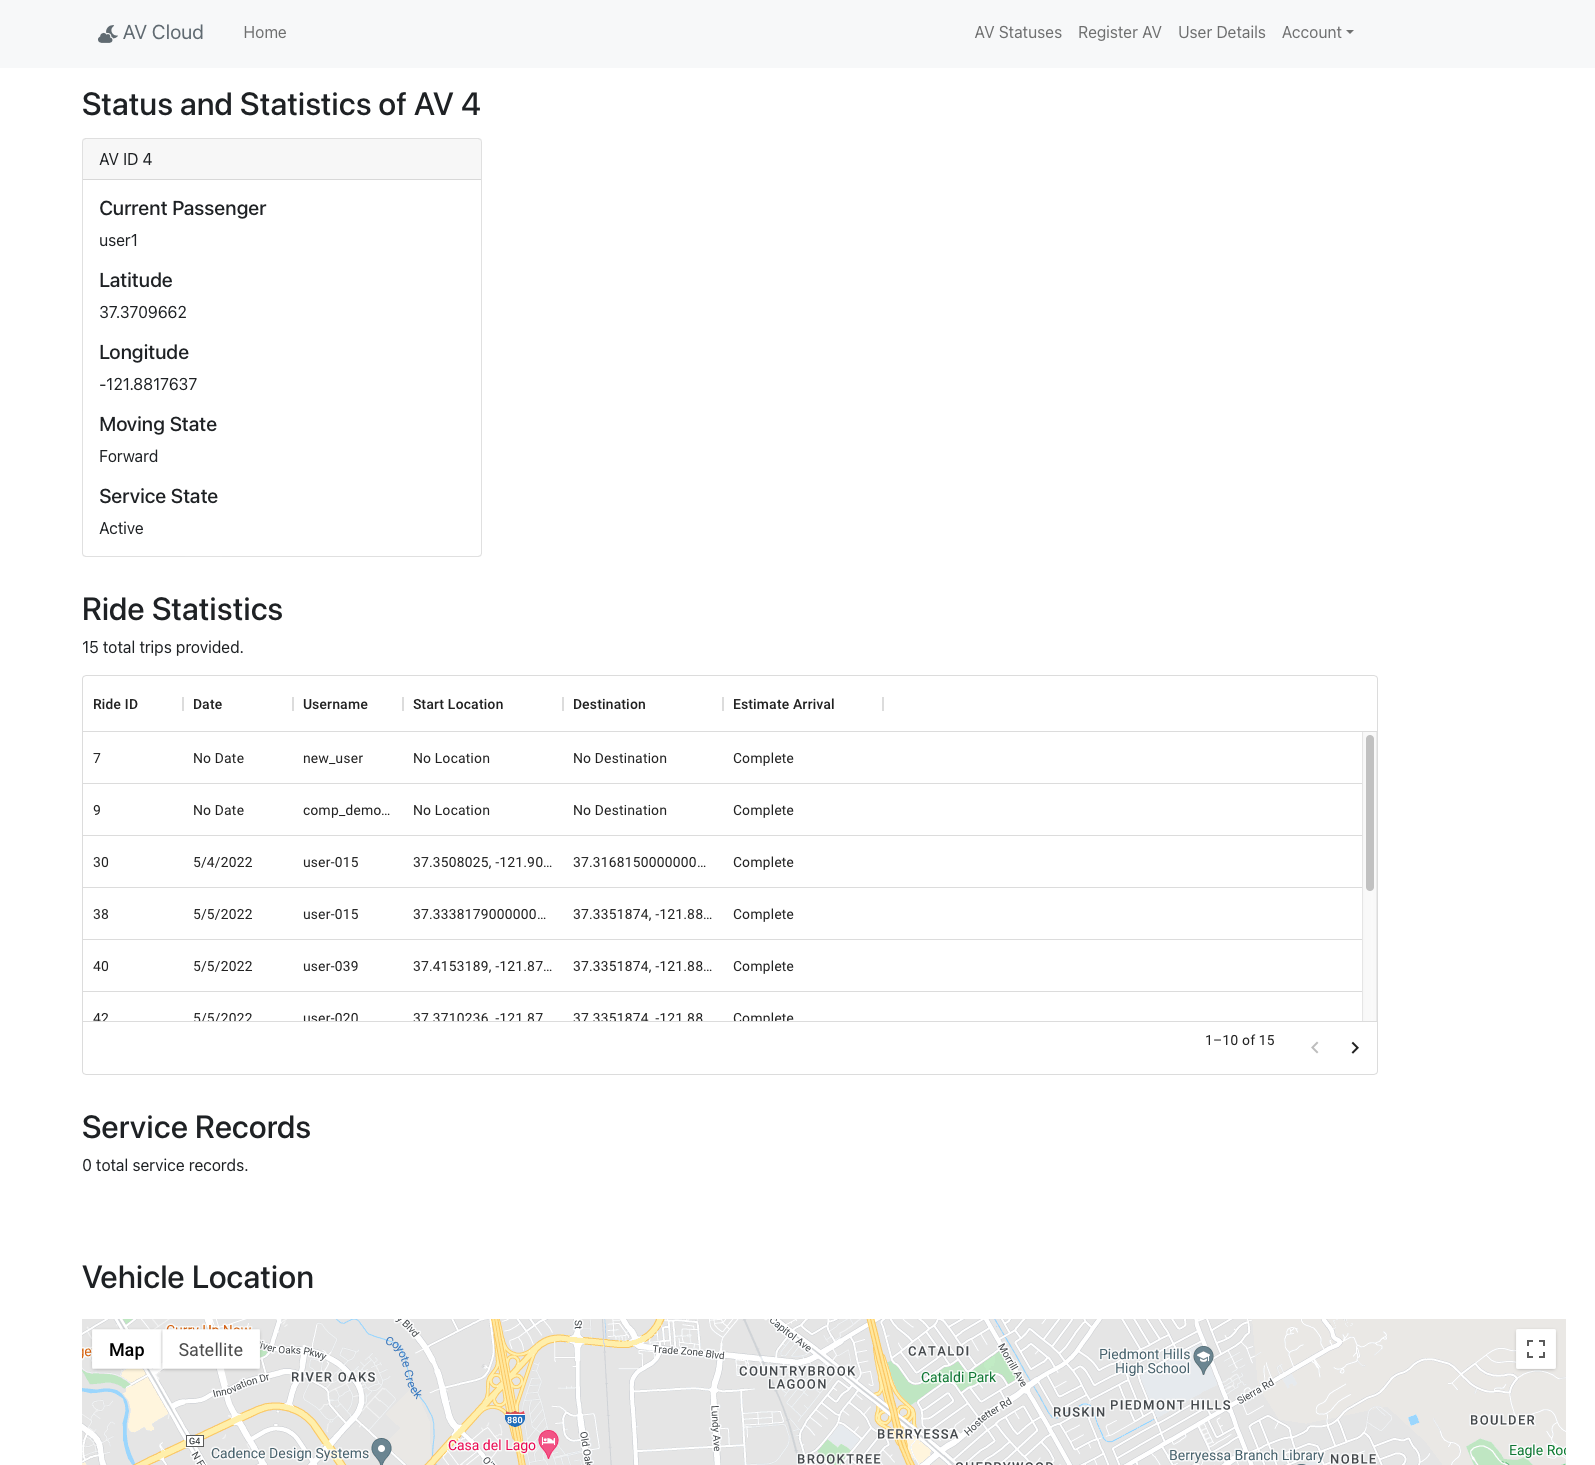 AV Cloud Home AV Statuses Register AV User Details Account
Status and Statistics of AV 4
AV ID 4
Current Passenger
user1
Latitude
37.3709662
Longitude
-121.8817637
Moving State
Forward
Service State
Active
Ride Statistics
15 total trips provided.
Ride ID Date Username Start Location Destination Estimate Arrival
7 No Date new_user No Location No Destination Complete
9 No Date comp_demo... No Location No Destination Complete
30 5/4/2022 user-015 37.3508025, -121.90... 37.3168150000000... Complete
38 5/5/2022 user-015 37.3338179000000... 37.3351874, -121.88... Complete
40 5/5/2022 user-039 37.4153189, -121.87... 37.3351874, -121.88... Complete
42 5/5/2022 user-020 37.3710236, -121.87 37.3351874, -121.88 Complete
1–10 of 15
Service Records
0 total service records.
Vehicle Location
Map Satellite
Curry Up Now
iver Oaks Pkwy
Innovation Dr
RIVER OAKS
Coyote Creek
y Blvd
G4
Cadence Design Systems
880
Casa del Lago
St
Old Oak
Trade Zone Blvd
Lundy Ave
Capitol Ave
COUNTRYBROOK
LAGOON
BROOKTREE
CATALDI
Cataldi Park
Morrill Ave
BERRYESSA
Hostetter Rd
Piedmont Hills
High School
RUSKIN
PIEDMONT HILLS
Sierra Rd
Berryessa Branch Library
NOBLE
BOULDER
Eagle Roc